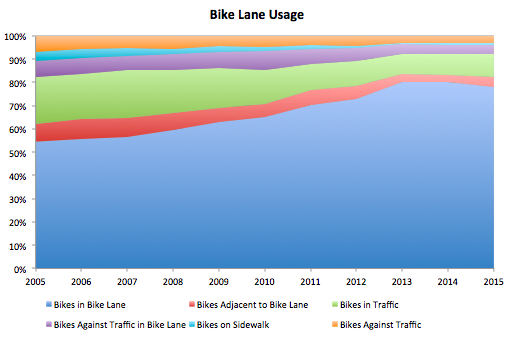 Bike Lane Usage
100%
90%
80%
70%
60%
50%
40%
30%
20%
10%
0%
2005 2006 2007 2008 2009 2010 2011 2012 2013 2014 2015
Bikes in Bike Lane Bikes Adjacent to Bike Lane Bikes in Traffic
Bikes Against Traffic in Bike Lane Bikes on Sidewalk Bikes Against Traffic